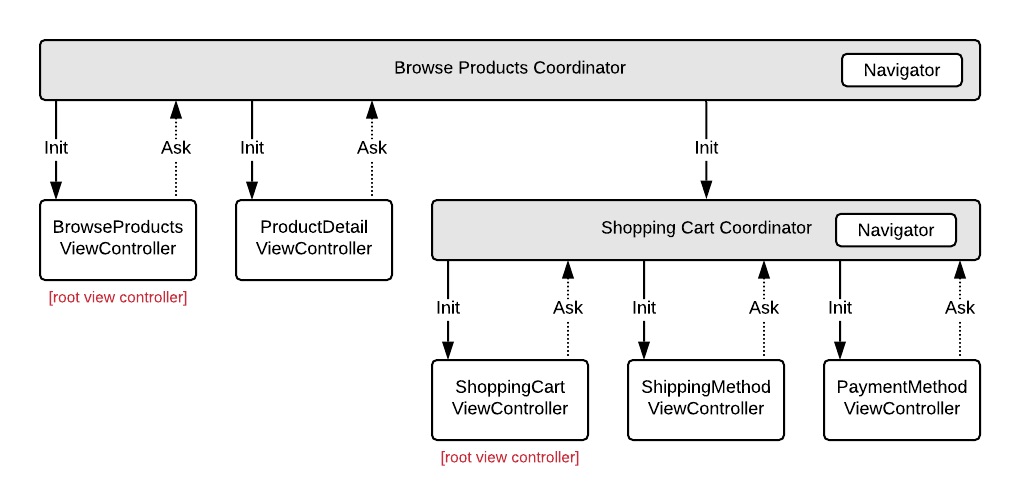 Browse Products Coordinator
Navigator
Init
Ask
Init
Ask
Init
BrowseProducts
ViewController
ProductDetail
ViewController
Shopping Cart Coordinator
Navigator
[root view controller]
Init
Ask
Init
Ask
Init
Ask
ShoppingCart
ViewController
ShippingMethod
ViewController
PaymentMethod
ViewController
[root view controller]